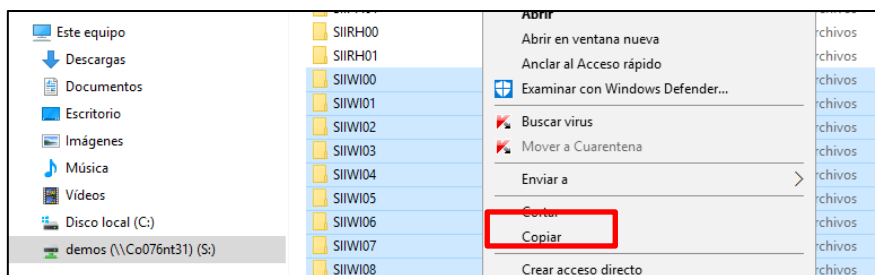 Este equipo
Descargas
Documentos
Escritorio
Imágenes
Música
Vídeos
Disco local (C:)
demos (\\Co076nt31) (S:)
SIIRH00
SIIRH01
SIIWI00
SIIWI01
SIIWI02
SIIWI03
SIIWI04
SIIWI05
SIIWI06
SIIWI07
SIIWI08
Abrir
Abrir en ventana nueva
Anclar al Acceso rápido
Examinar con Windows Defender...
Buscar virus
Mover a Cuarentena
Enviar a
Cortar
Copiar
Crear acceso directo
rchivos
rchivos
rchivos
rchivos
rchivos
rchivos
rchivos
rchivos
rchivos
rchivos
rchivos